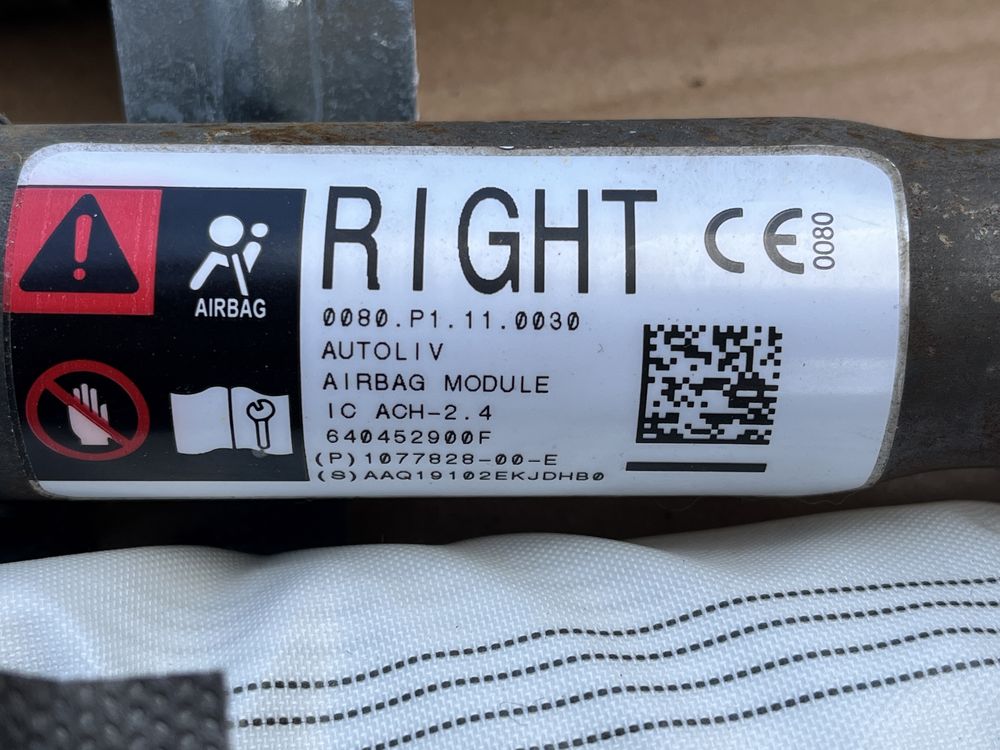 RIGHT
CE 0080
AIRBAG
0080.P1.11.0030
AUTOLIV
AIRBAG MODULE
IC ACH-2.4
640452900F
(P)1077828-00-E
(S)AAQ19102EKJDHB0